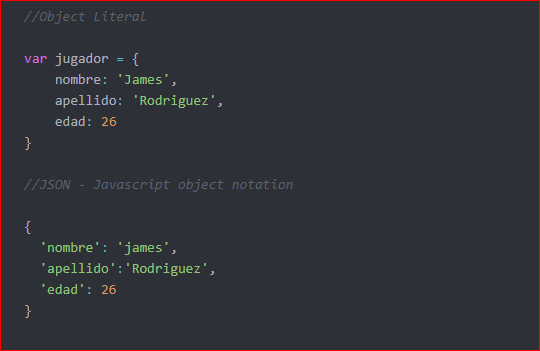 //Object Literal
var jugador = {
nombre: 'James',
apellido: 'Rodriguez',
edad: 26
}
//JSON - Javascript object notation
{
'nombre': 'james',
'apellido':'Rodriguez',
'edad': 26
}